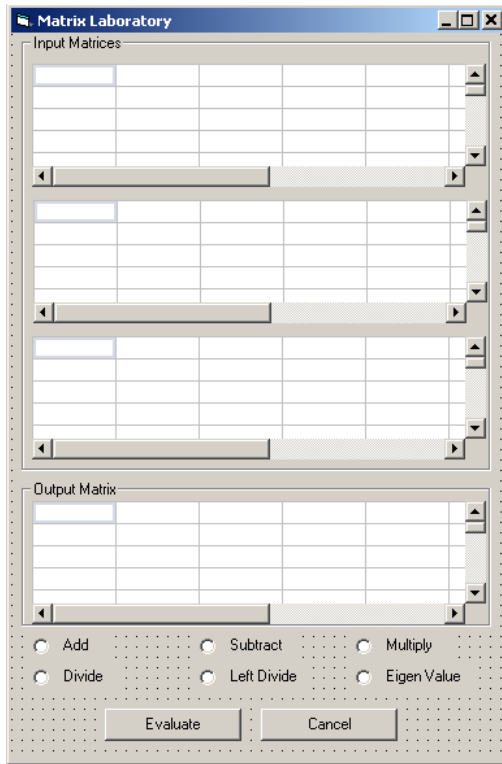 Matrix Laboratory
Input Matrices
Output Matrix
Add Subtract Multiply
Divide Left Divide Eigen Value
Evaluate Cancel